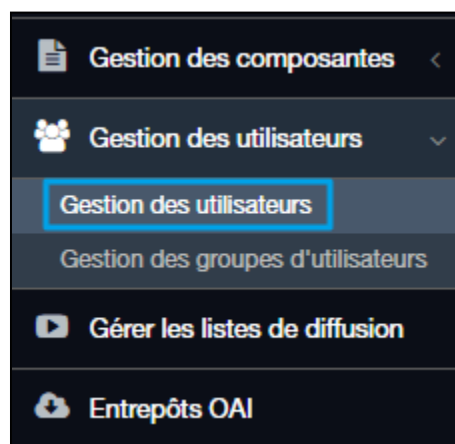 Gestion des composantes
Gestion des utilisateurs
Gestion des utilisateurs
Gestion des groupes d'utilisateurs
Gérer les listes de diffusion
Entrepôts OAI